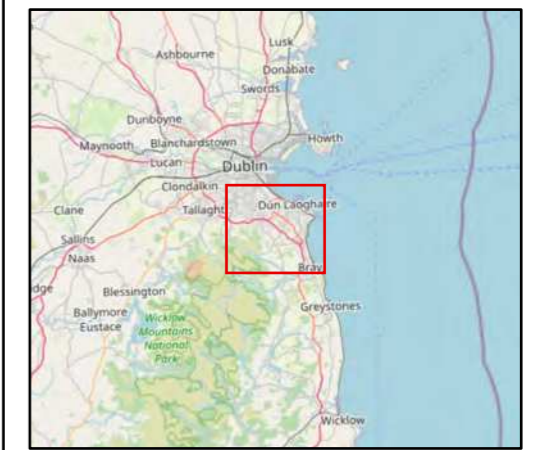 Lusk
Ashbourne
Donabate
Swords
Dunboyne
Howth
Maynooth
Blanchardstown
Lucan
Dublin
Clondalkin
Clane
Tallaght
Dún Laoghaire
Sallins
Naas
Bray
dge
Blessington
Greystones
Ballymore
Eustace
Wicklow
Mountains
National
Park
Wicklow